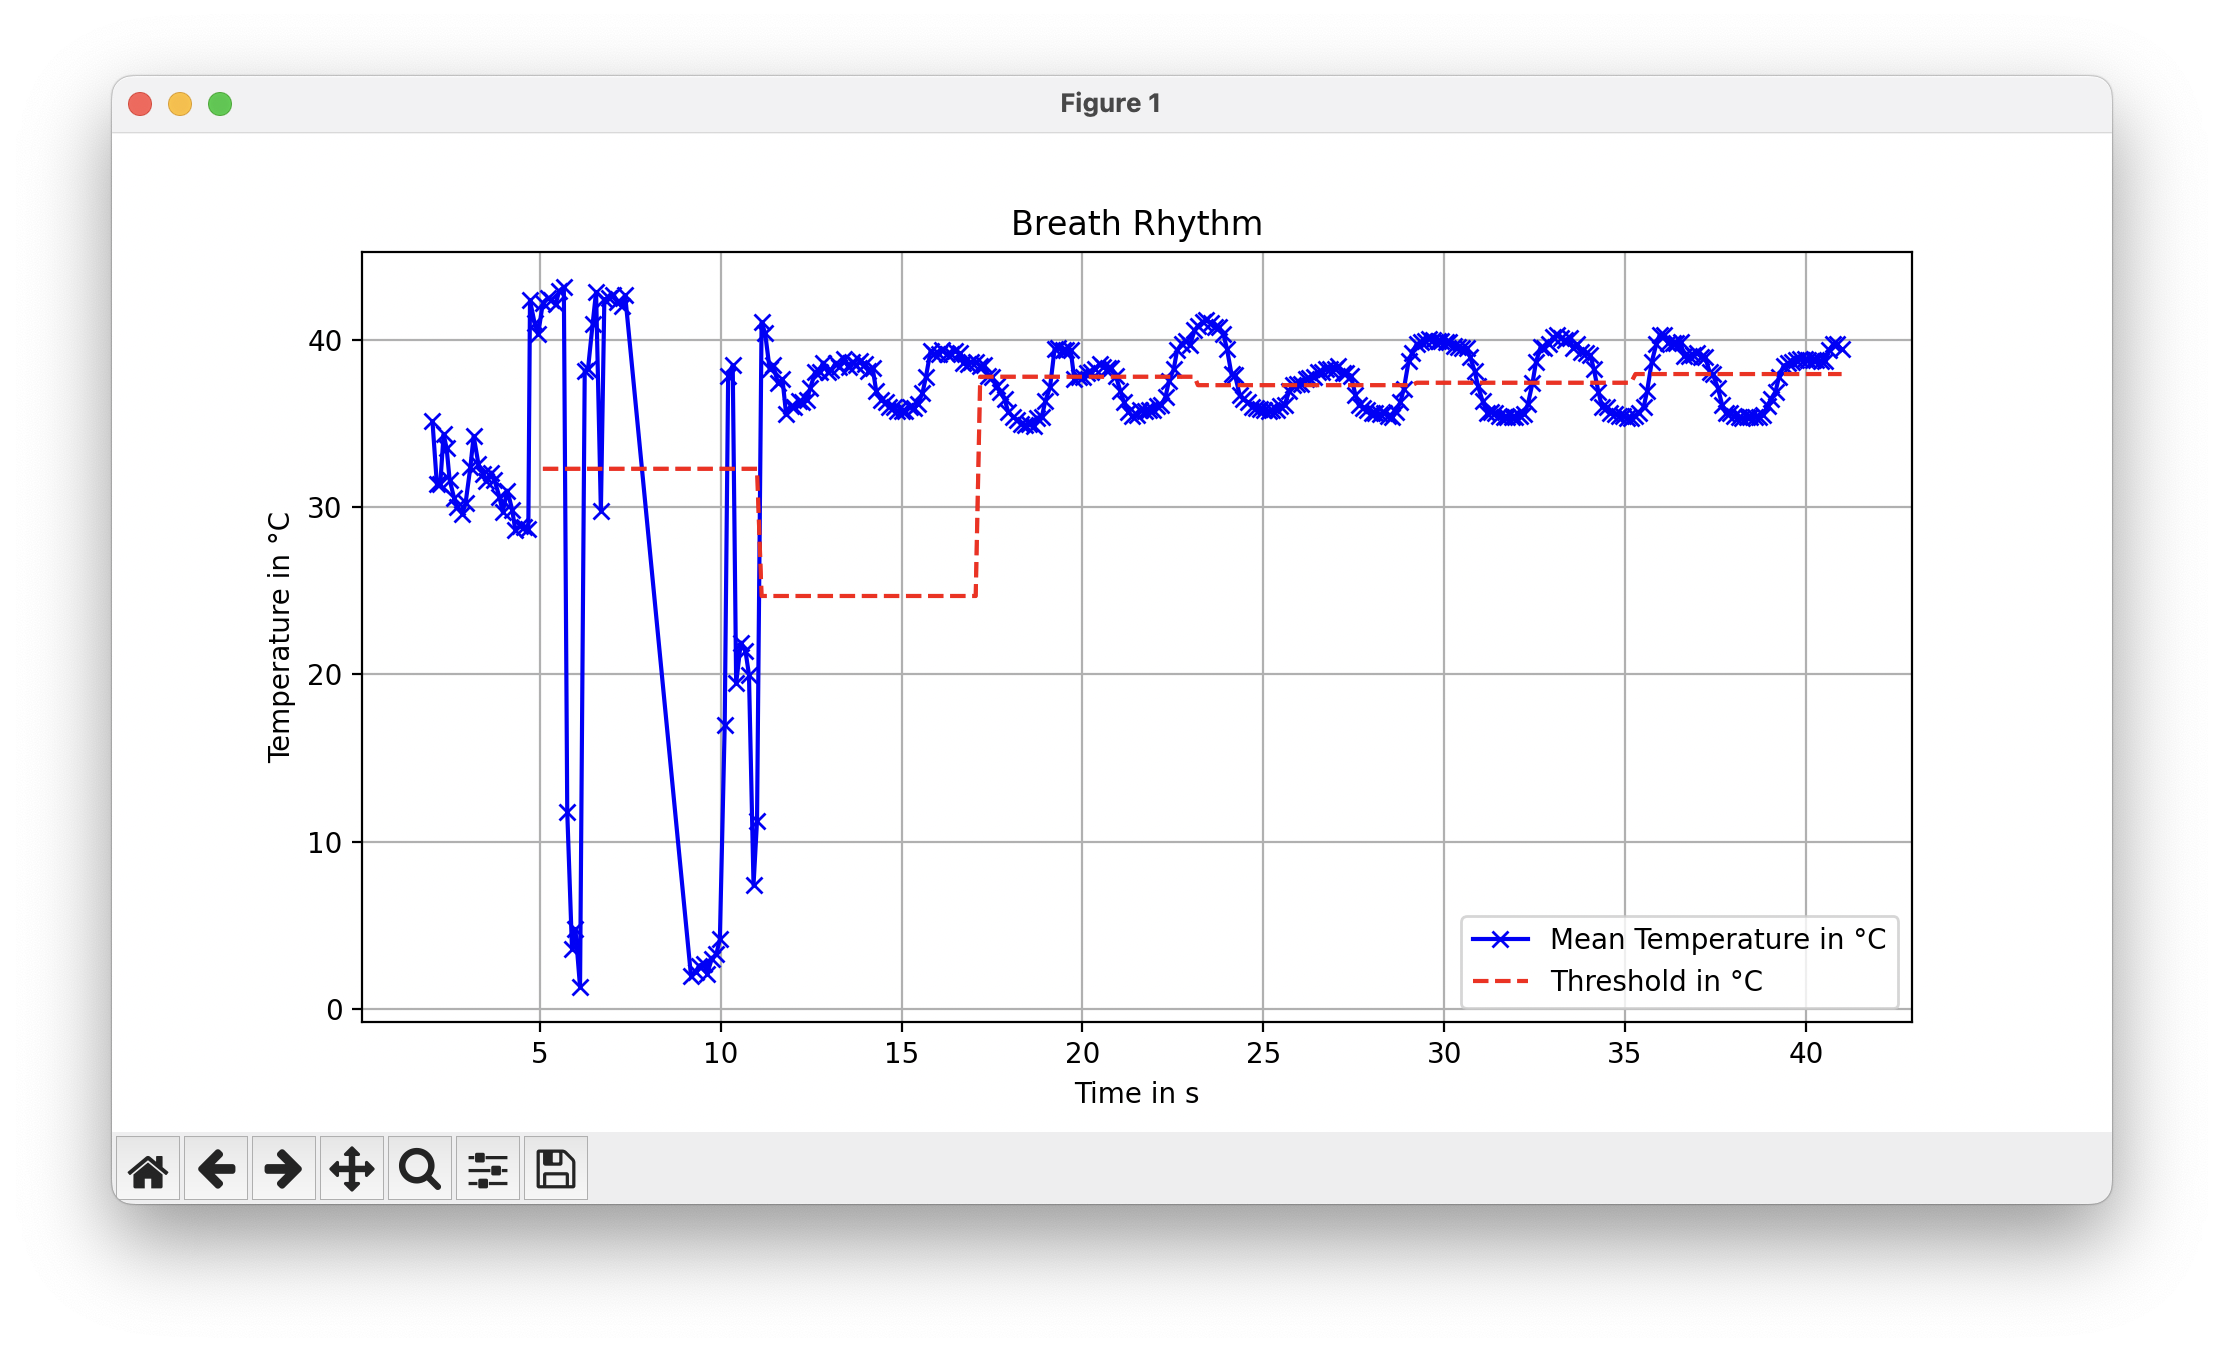 Figure 1
Breath Rhythm
Temperature in °C
40
30
20
10
0
5 10 15 20 25 30 35 40
Time in s
Mean Temperature in °C
Threshold in °C